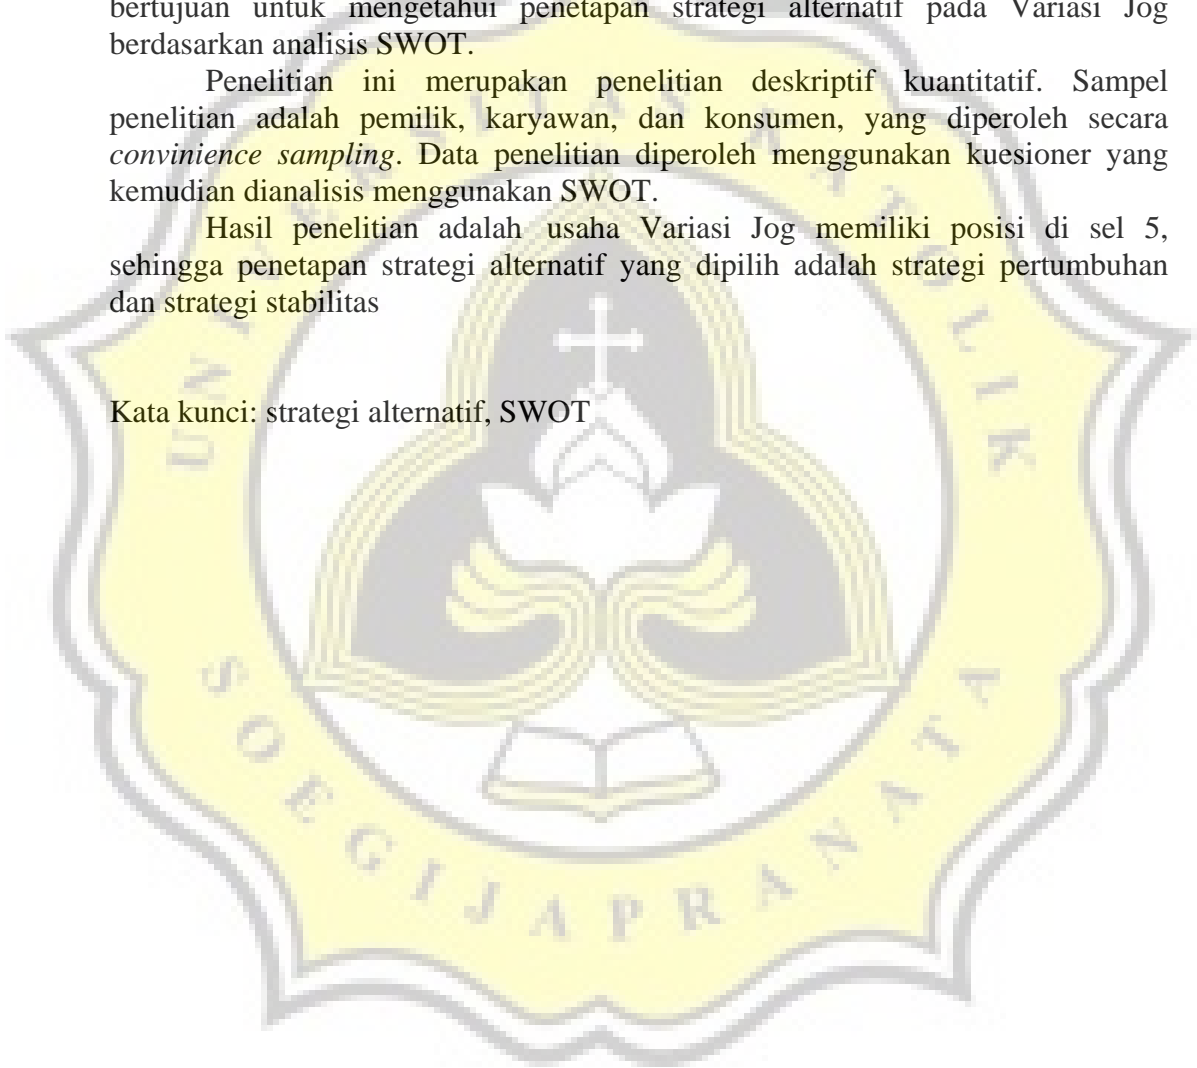 bertujuan untuk mengetahui penetapan strategi alternatif pada Variasi Jog
berdasarkan analisis SWOT.
Penelitian ini merupakan penelitian deskriptif kuantitatif. Sampel
penelitian adalah pemilik, karyawan, dan konsumen, yang diperoleh secara
convinience sampling. Data penelitian diperoleh menggunakan kuesioner yang
kemudian dianalisis menggunakan SWOT.
Hasil penelitian adalah usaha Variasi Jog memiliki posisi di sel 5,
sehingga penetapan strategi alternatif yang dipilih adalah strategi pertumbuhan
dan strategi stabilitas
Kata kunci: strategi alternatif, SWOT
UNIVERSITAS KATOLIK
SOEGIJAPRANATA